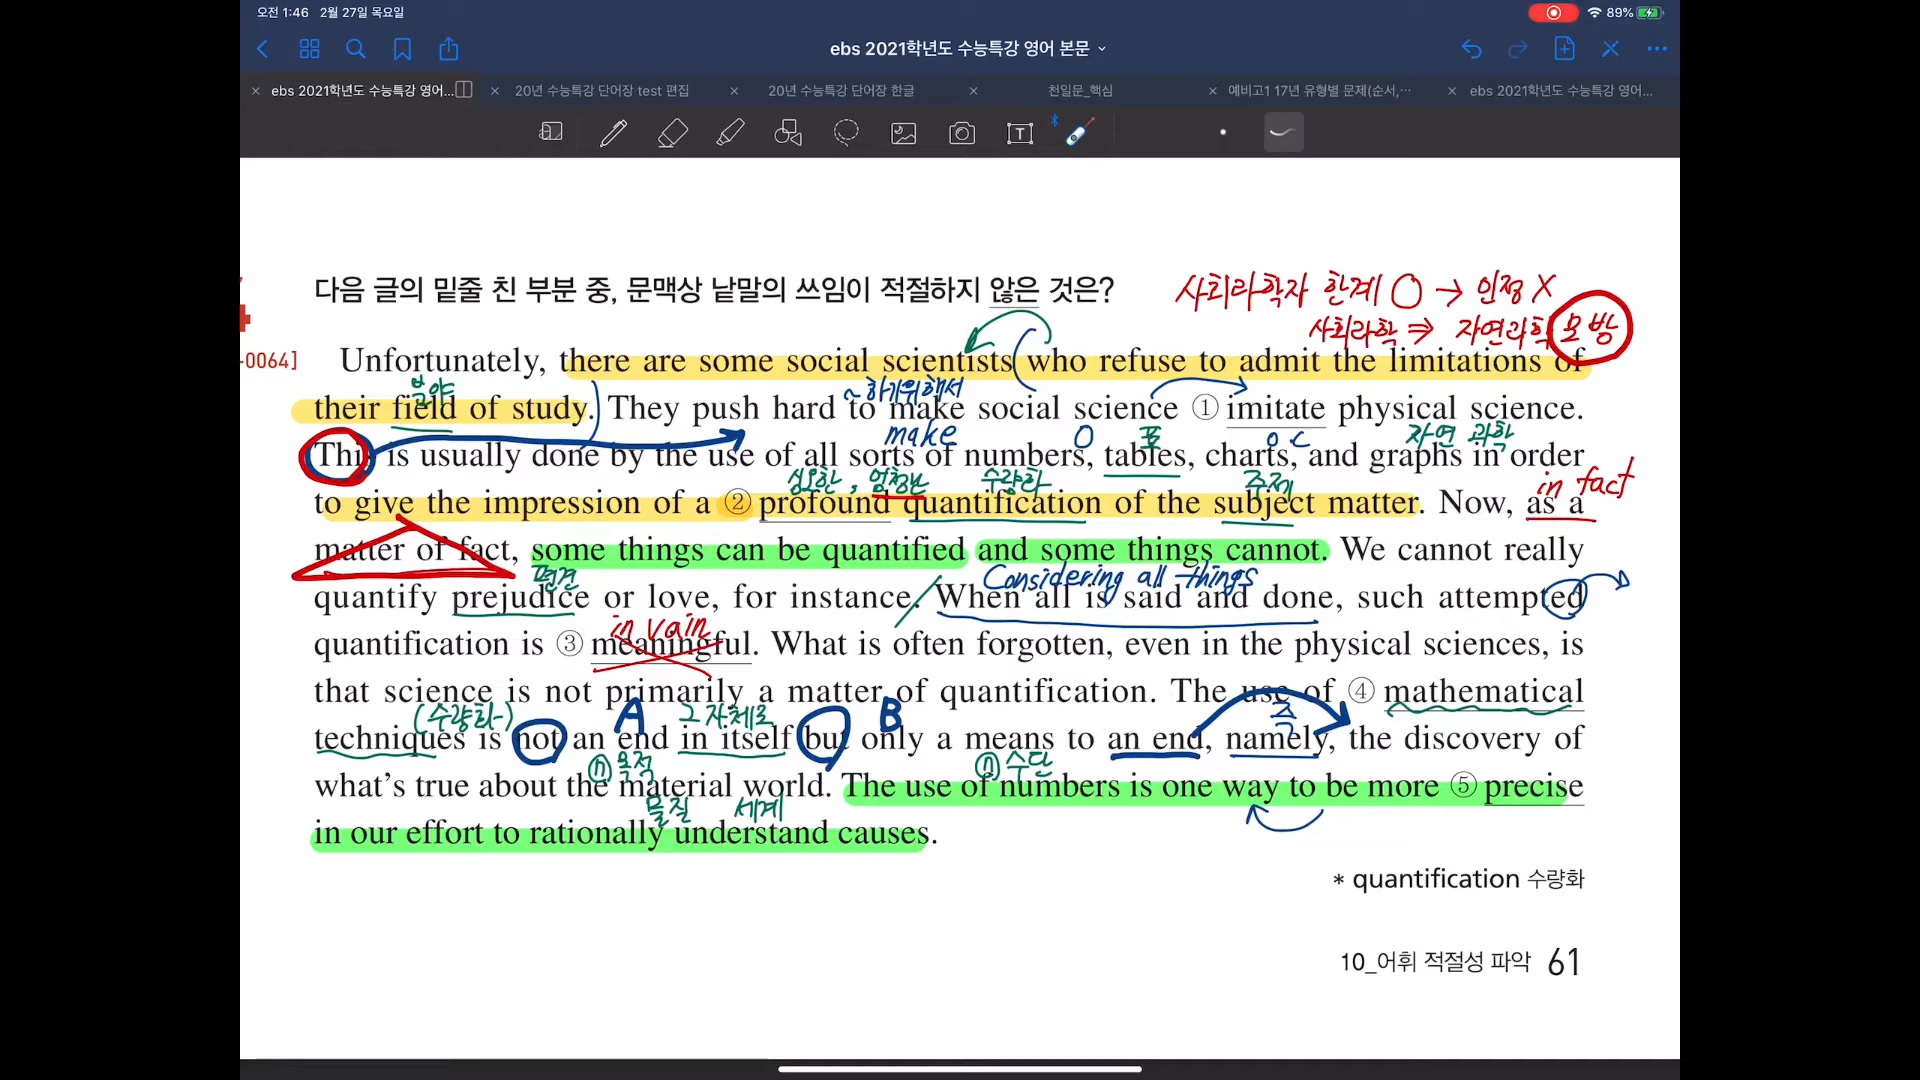 오전 1:46 2월 27일 목요일
89%
ebs 2021학년도 수능특강 영어 본문
ebs 2021학년도 수능특강 영어...
20년 수능특강 단어장 test 편집
20년 수능특강 단어장 한글
천일문_핵심
예비고1 17년 유형별 문제(순서,...
ebs 2021학년도 수능특강 영어...
다음 글의 밑줄 친 부분 중, 문맥상 낱말의 쓰임이 적절하지 않은 것은?
사회과학자 한계 O → 인정 X
사회과학 ⇒ 자연과학 모방
-0064]
Unfortunately, there are some social scientists who refuse to admit the limitations of
분야 ~하기위해서
their field of study. They push hard to make social science ① imitate physical science.
make O 표 O.C 자연 과학
This is usually done by the use of all sorts of numbers, tables, charts, and graphs in order
심오한, 엄청난 수량화 주제 in fact
to give the impression of a ② profound quantification of the subject matter. Now, as a
matter of fact, some things can be quantified and some things cannot. We cannot really
편견 Considering all things
quantify prejudice or love, for instance. When all is said and done, such attempted
in vain
quantification is ③ meaningful. What is often forgotten, even in the physical sciences, is
that science is not primarily a matter of quantification. The use of ④ mathematical
(수량화-) A 그 자체로 B 즉
techniques is not an end in itself but only a means to an end, namely, the discovery of
ⓝ 목적 ⓝ 수단
what's true about the material world. The use of numbers is one way to be more ⑤ precise
물질 세계
in our effort to rationally understand causes.
* quantification 수량화
10_어휘 적절성 파악 61